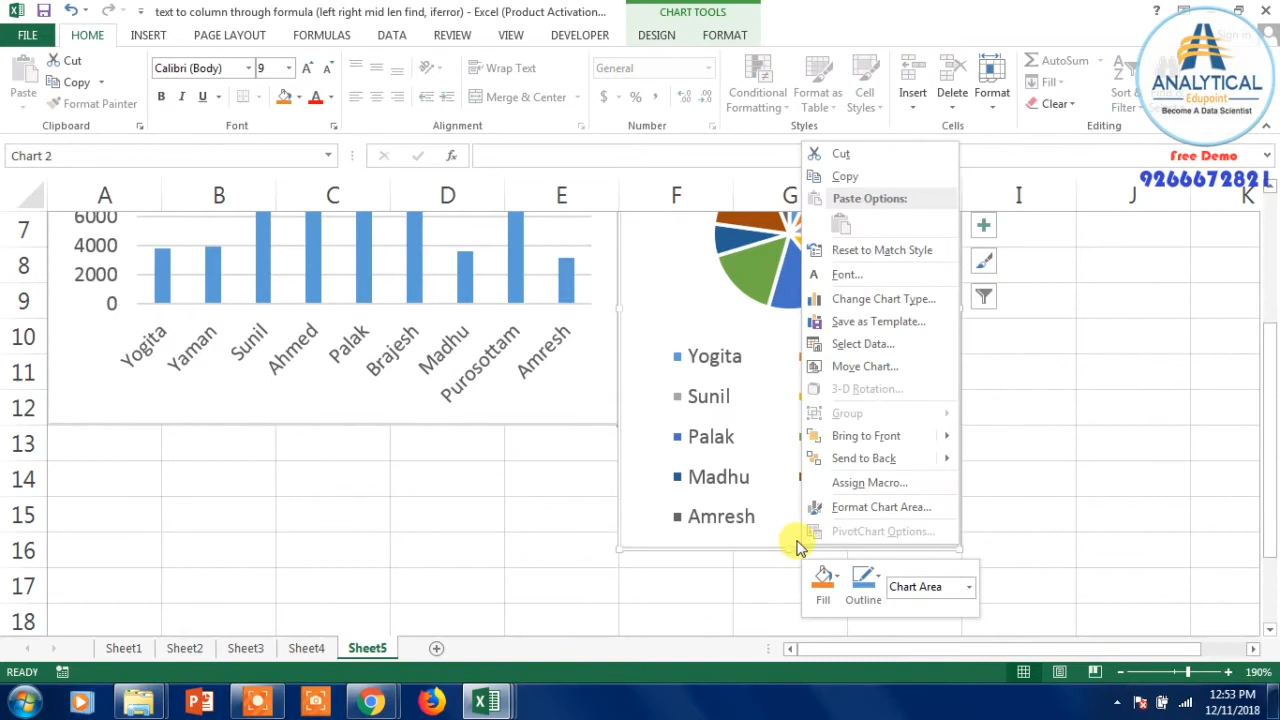 text to column through formula (left right mid len find, iferror) - Excel (Product Activation...
CHART TOOLS
?
FILE
HOME
INSERT
PAGE LAYOUT
FORMULAS
DATA
REVIEW
VIEW
DEVELOPER
DESIGN
FORMAT
Sign in
Paste
Cut
Copy
Format Painter
Clipboard
Calibri (Body)
9
B I U
Font
Wrap Text
Merge & Center
Alignment
General
$ % ,
Number
Conditional
Formatting
Format as
Table
Cell
Styles
Styles
Insert
Delete
Format
Cells
AutoSum
Fill
Clear
Sort &
Filter
Editing
ANALYTICAL
Edupoint
Become A Data Scientist
Free Demo
9266672821
Chart 2
fx
A B C D E F G I J K
7
8
9
10
11
12
13
14
15
16
17
18
6000
4000
2000
0
Yogita
Yaman
Sunil
Ahmed
Palak
Brajesh
Madhu
Purosottam
Amresh
Yogita
Sunil
Palak
Madhu
Amresh
Cut
Copy
Paste Options:
Reset to Match Style
Font...
Change Chart Type...
Save as Template...
Select Data...
Move Chart...
3-D Rotation...
Group
Bring to Front
Send to Back
Assign Macro...
Format Chart Area...
PivotChart Options...
Fill
Outline
Chart Area
Sheet1
Sheet2
Sheet3
Sheet4
Sheet5
READY
190%
12:53 PM
12/11/2018